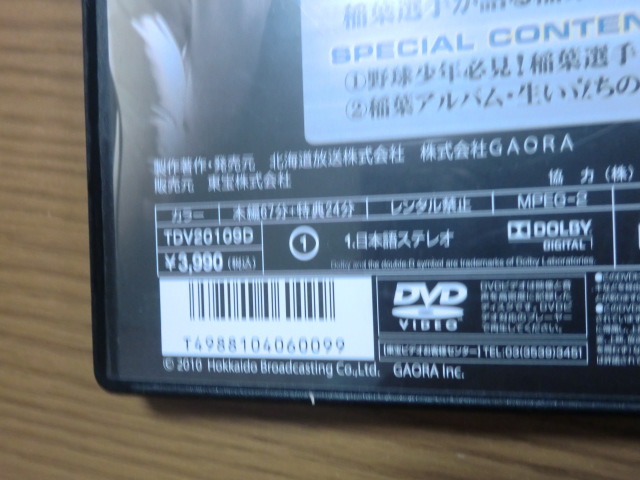 稲葉選手が語る
SPECIAL CONTEN
①野球少年必見!稲葉選手
②稲葉アルバム・生い立ちの
製作著作・発売元 北海道放送株式会社 株式会社GAORA
販売元 東宝株式会社
協 力(株)
カラー 本編67分+特典24分 レンタル禁止 MPEG-2
TDV20109D
¥3,990(税込)
① 1.日本語ステレオ
DOLBY
DIGITAL
Dolby and the double-D symbol are trademarks of Dolby Laboratories
DVD
VIDEO
T4988104060099
© 2010 Hokkaido Broadcasting Co.,Ltd. GAORA Inc.